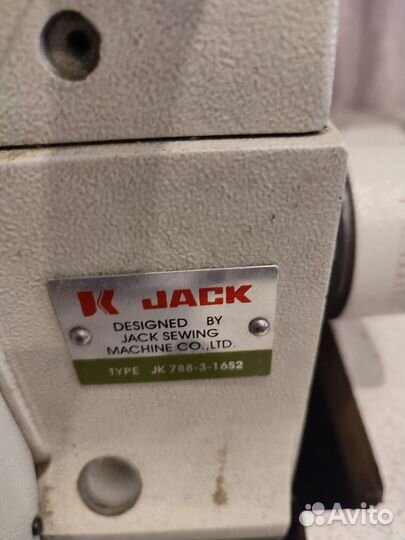 JACK
DESIGNED BY
JACK SEWING
MACHINE CO.,LTD.
TYPE JK 788-3-16S2
Avito